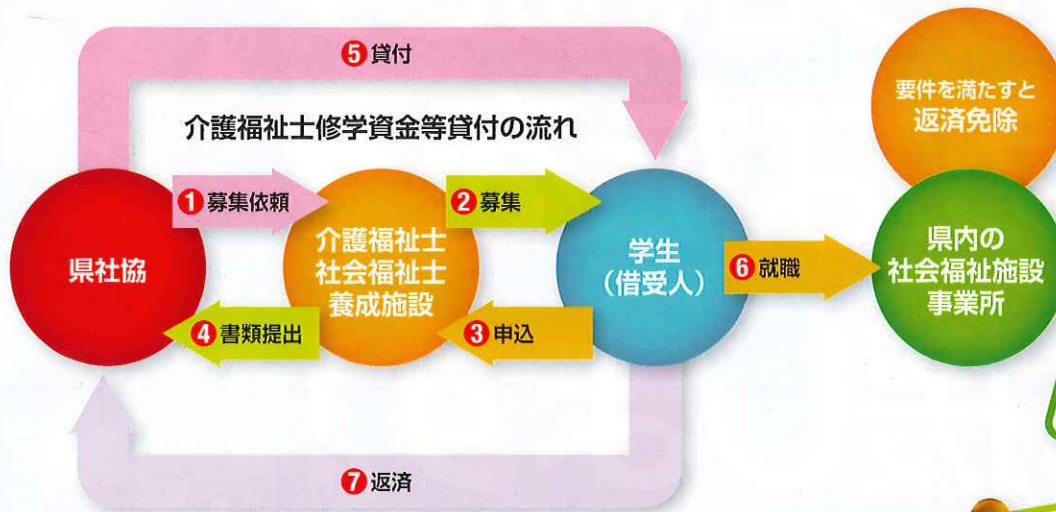 ❺貸付
要件を満たすと
返済免除
介護福祉士修学資金等貸付の流れ
❶募集依頼
❷募集
県社協
介護福祉士
社会福祉士
養成施設
学生
（借受人）
❻就職
県内の
社会福祉施設
事業所
❹書類提出
❸申込
❼返済